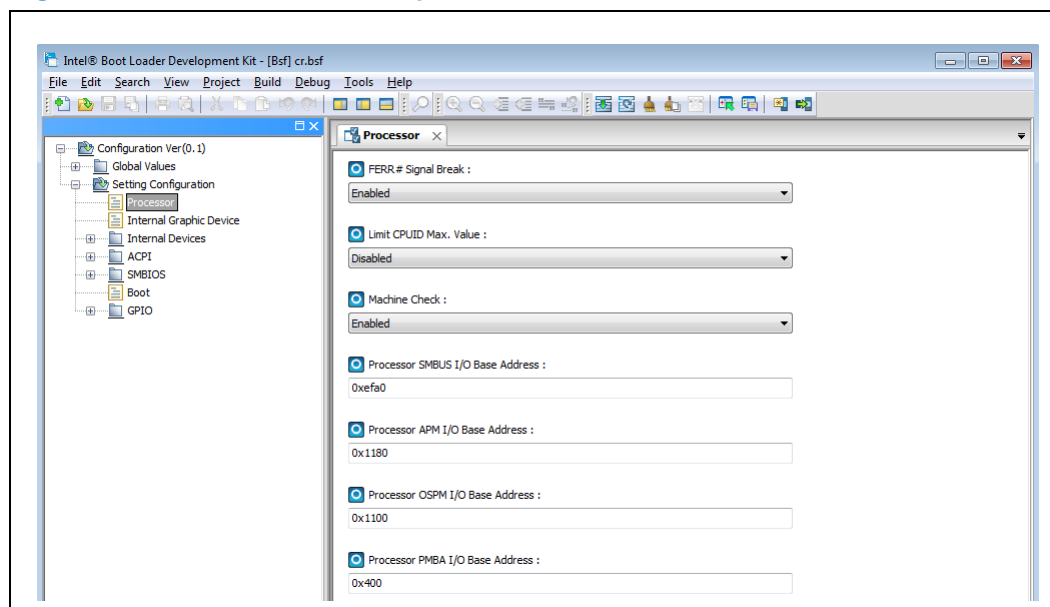 Intel® Boot Loader Development Kit - [Bsf] cr.bsf
File Edit Search View Project Build Debug Tools Help
Configuration Ver(0.1)
Global Values
Setting Configuration
Processor
Internal Graphic Device
Internal Devices
ACPI
SMBIOS
Boot
GPIO
Processor
FERR# Signal Break :
Enabled
Limit CPUID Max. Value :
Disabled
Machine Check :
Enabled
Processor SMBUS I/O Base Address :
0xefa0
Processor APM I/O Base Address :
0x1180
Processor OSPM I/O Base Address :
0x1100
Processor PMBA I/O Base Address :
0x400